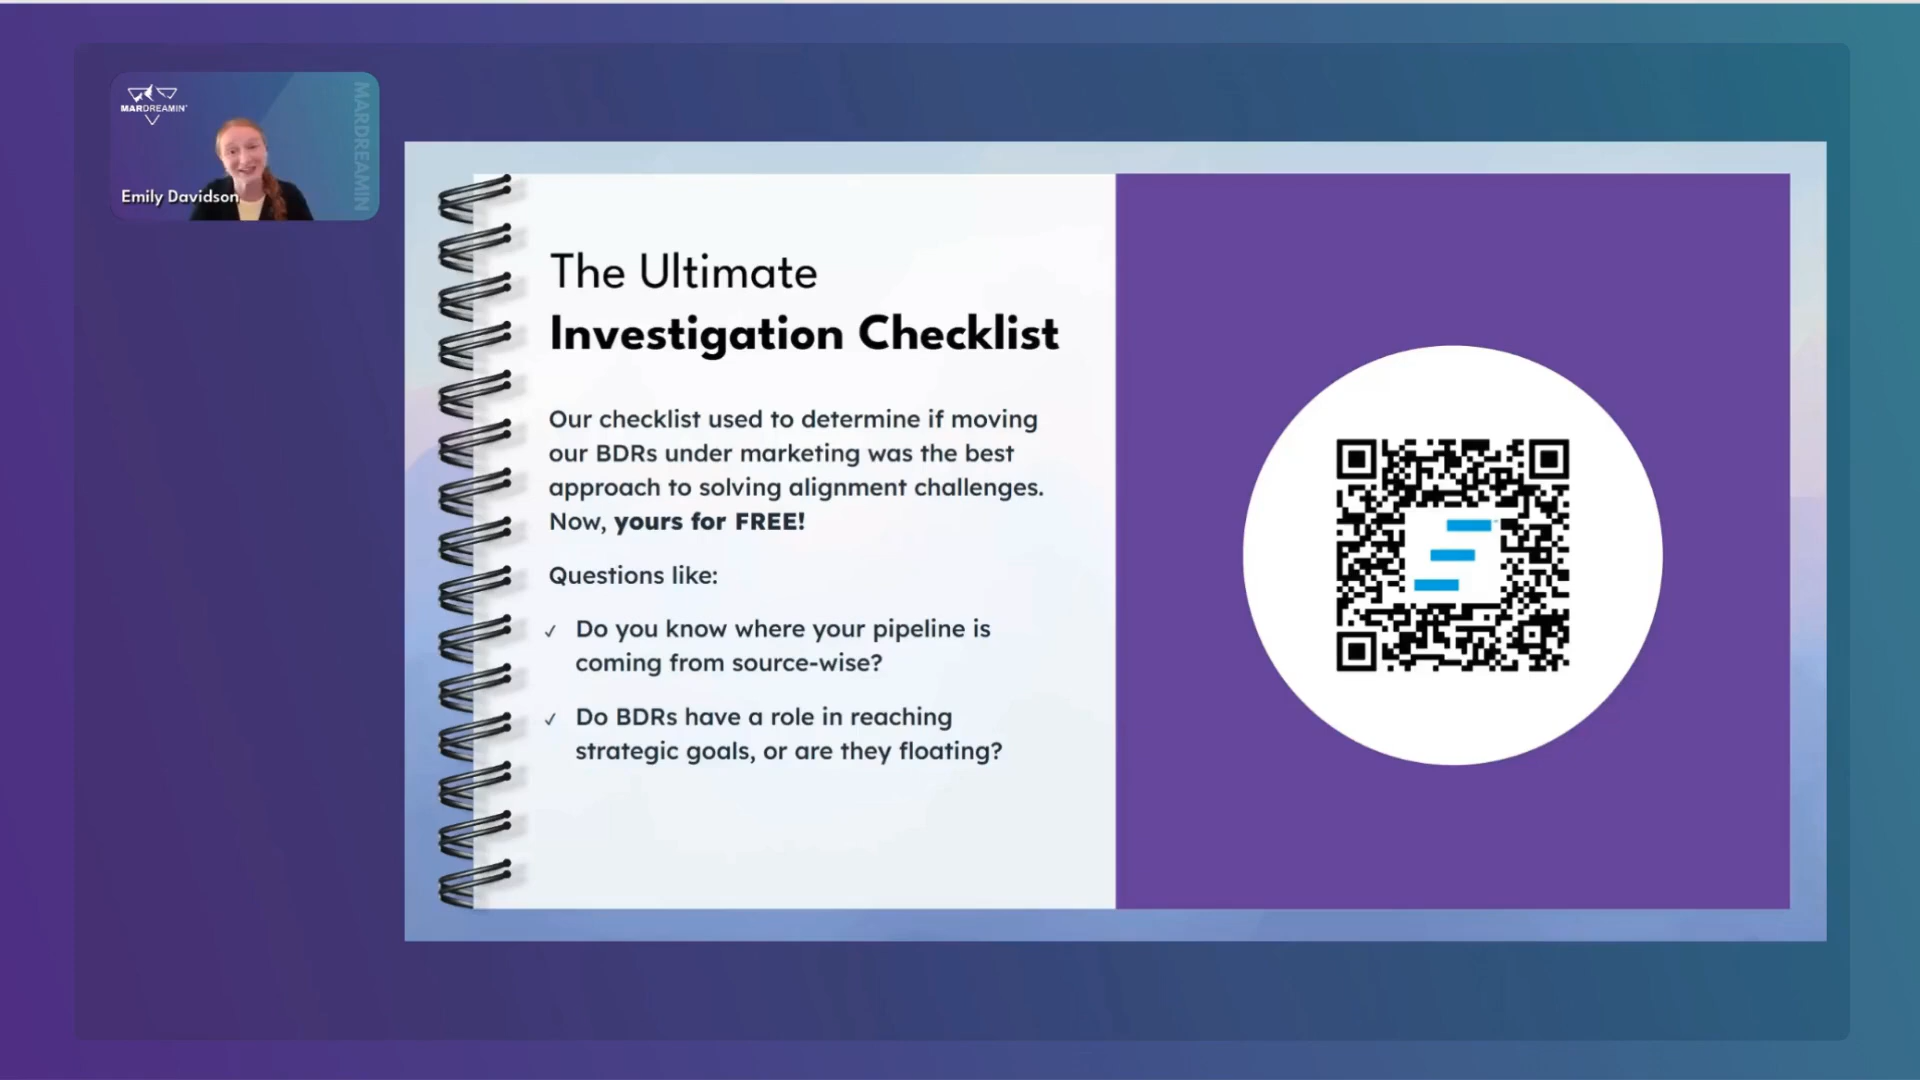 MARDREAMIN'
MARDREAMIN
Emily Davidson
The Ultimate
Investigation Checklist
Our checklist used to determine if moving
our BDRs under marketing was the best
approach to solving alignment challenges.
Now, yours for FREE!
Questions like:
✓ Do you know where your pipeline is
coming from source-wise?
✓ Do BDRs have a role in reaching
strategic goals, or are they floating?